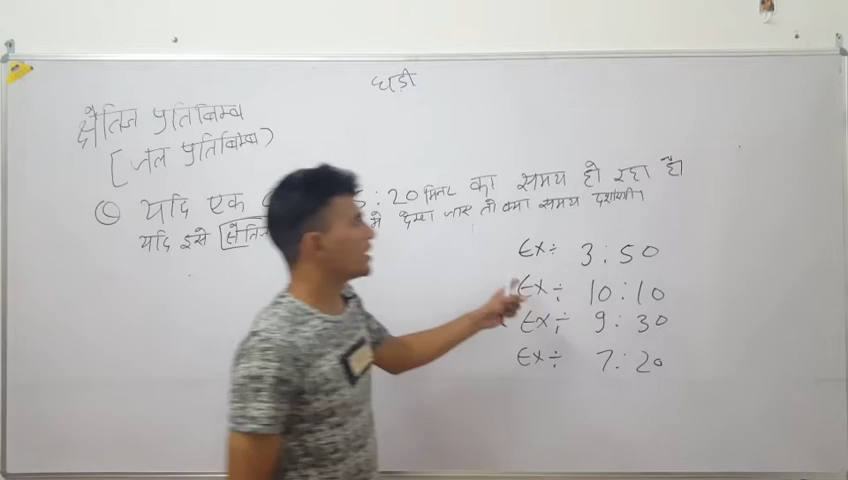 घड़ी
क्षैतिज प्रतिबिम्ब
[जल प्रतिबिम्ब)
यदि एक 5:20 मिनट का समय हो रहा है।
यदि इसे क्षैतिज मे देखा जाए तो क्या समय दर्शाएगी।
Ex÷ 3:50
Ex÷ 10:10
Ex÷ 9:30
Ex÷ 7:20